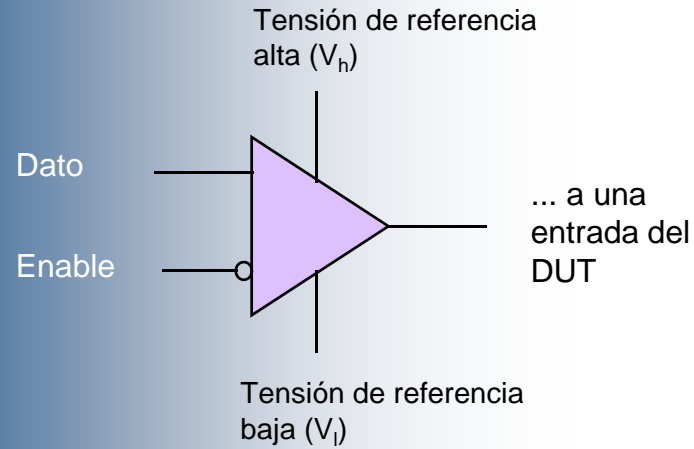 Tensión de referencia
alta (Vh)
Dato
Enable
... a una
entrada del
DUT
Tensión de referencia
baja (Vl)